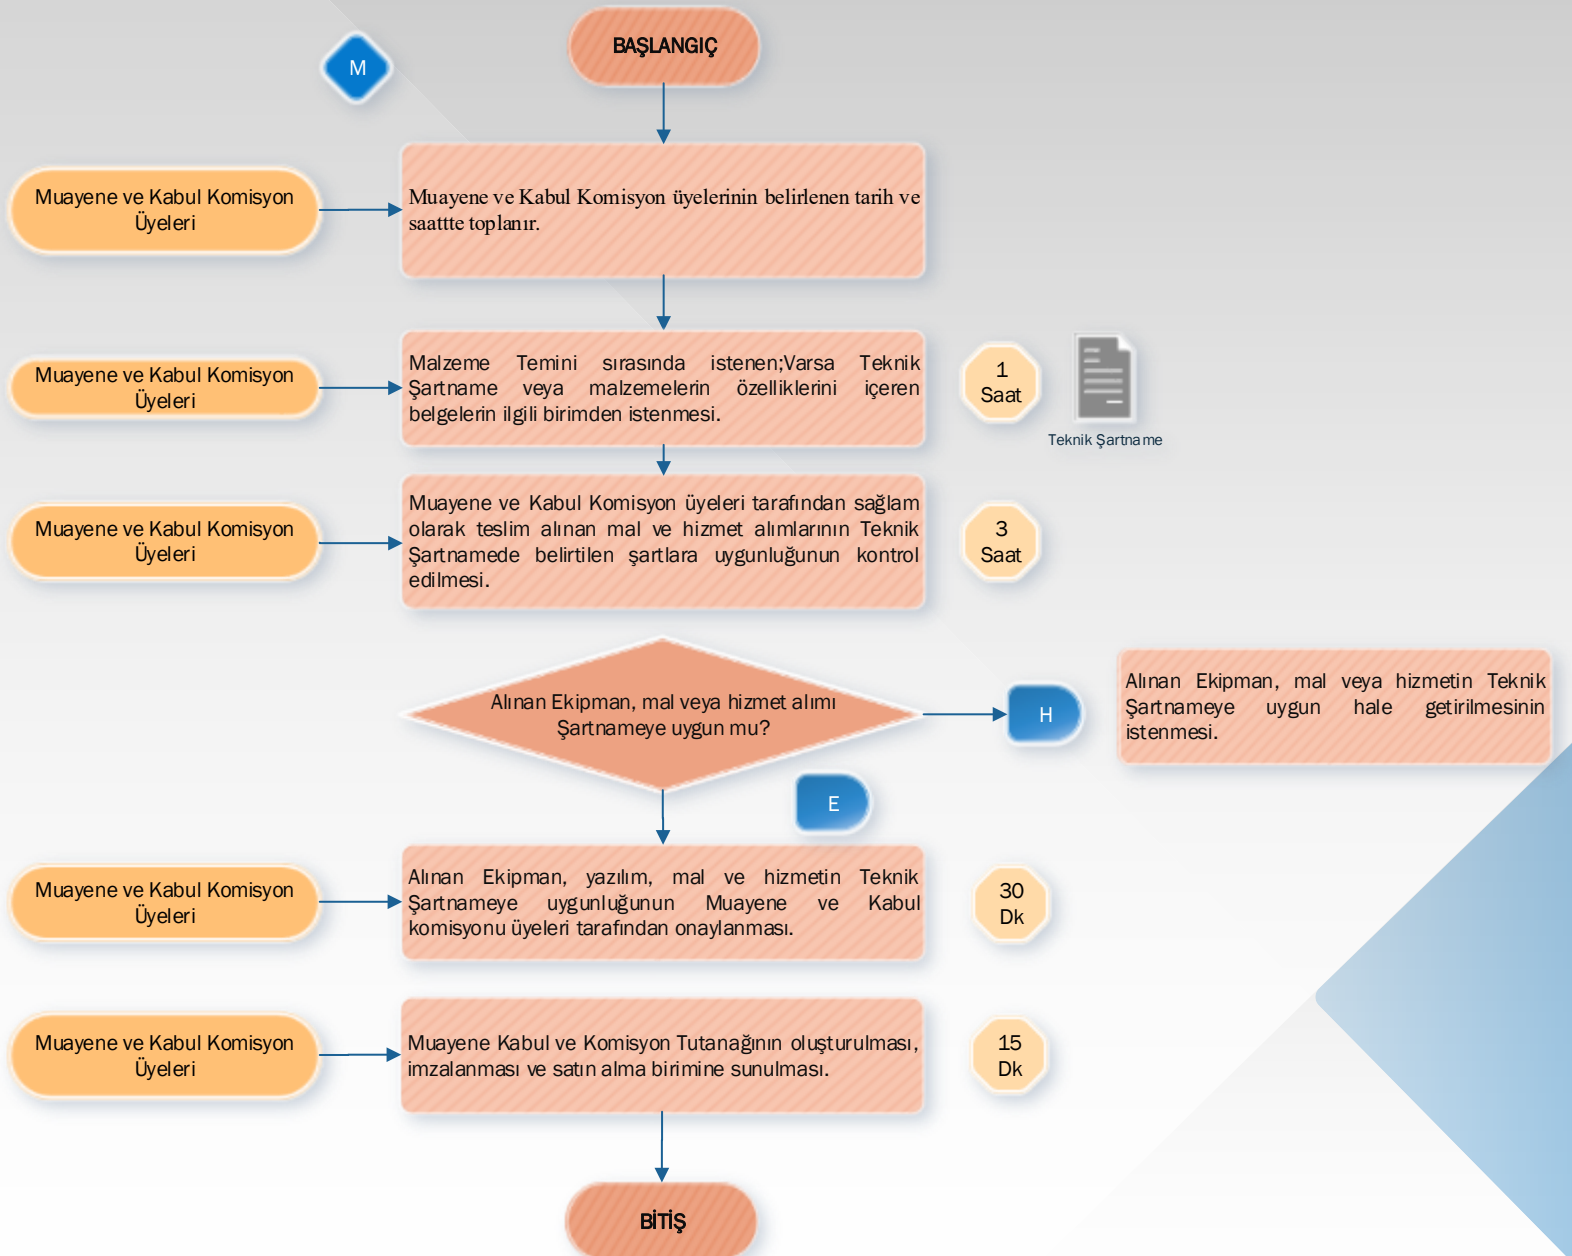 BAŞLANGIÇ
M
Muayene ve Kabul Komisyon
Üyeleri
Muayene ve Kabul Komisyon üyelerinin belirlenen tarih ve
saattte toplanır.
Muayene ve Kabul Komisyon
Üyeleri
Malzeme Temini sırasında istenen;Varsa Teknik
Şartname veya malzemelerin özelliklerini içeren
belgelerin ilgili birimden istenmesi.
1
Saat
Teknik Şartname
Muayene ve Kabul Komisyon
Üyeleri
Muayene ve Kabul Komisyon üyeleri tarafından sağlam
olarak teslim alınan mal ve hizmet alımlarının Teknik
Şartnamede belirtilen şartlara uygunluğunun kontrol
edilmesi.
3
Saat
Alınan Ekipman, mal veya hizmet alımı
Şartnameye uygun mu?
H
Alınan Ekipman, mal veya hizmetin Teknik
Şartnameye uygun hale getirilmesinin
istenmesi.
E
Muayene ve Kabul Komisyon
Üyeleri
Alınan Ekipman, yazılım, mal ve hizmetin Teknik
Şartnameye uygunluğunun Muayene ve Kabul
komisyonu üyeleri tarafından onaylanması.
30
Dk
Muayene ve Kabul Komisyon
Üyeleri
Muayene Kabul ve Komisyon Tutanağının oluşturulması,
imzalanması ve satın alma birimine sunulması.
15
Dk
BİTİŞ